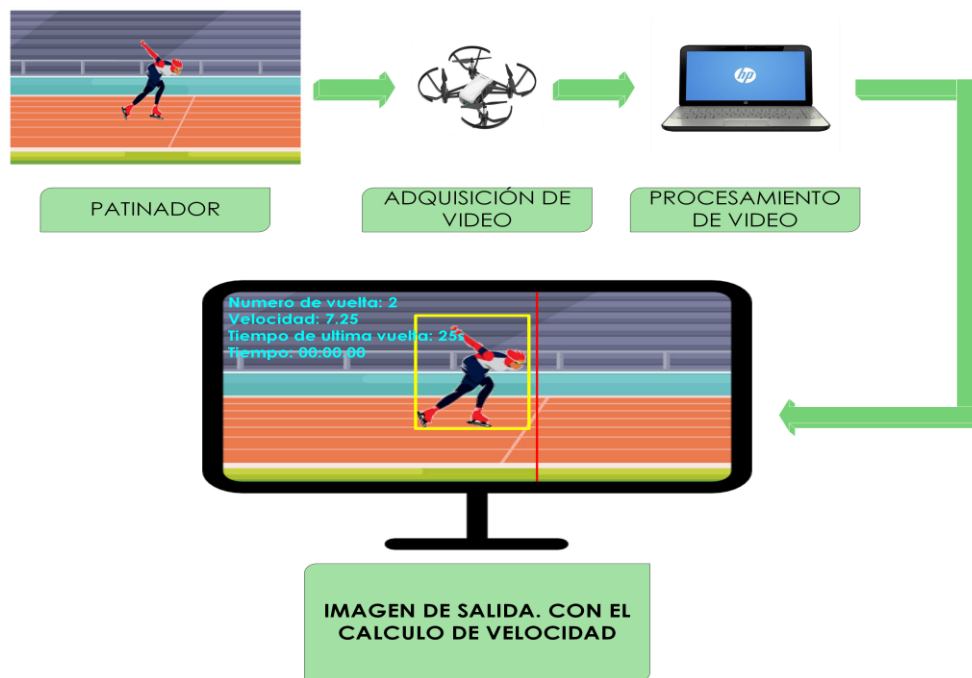 hp
PATINADOR
ADQUISICIÓN DE
VIDEO
PROCESAMIENTO
DE VIDEO
Numero de vuelta: 2
Velocidad: 7.25
Tiempo de ultima vuelta: 25s
Tiempo: 00:00.00
IMAGEN DE SALIDA. CON EL
CALCULO DE VELOCIDAD